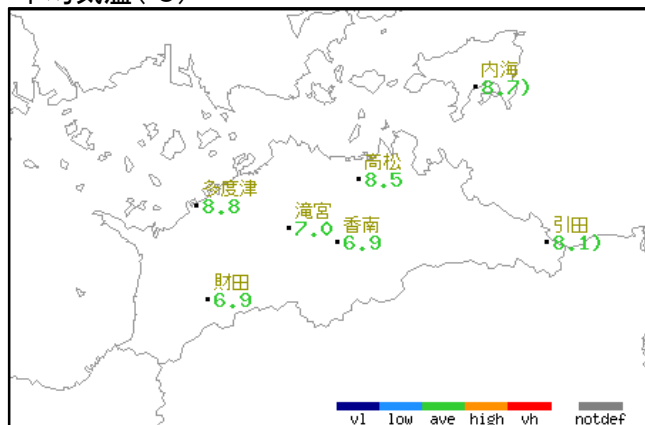 内海
8.7)
高松
8.5
多度津
8.8
滝宮
7.0
香南
6.9
引田
8.1)
財田
6.9
vl low ave high vh notdef